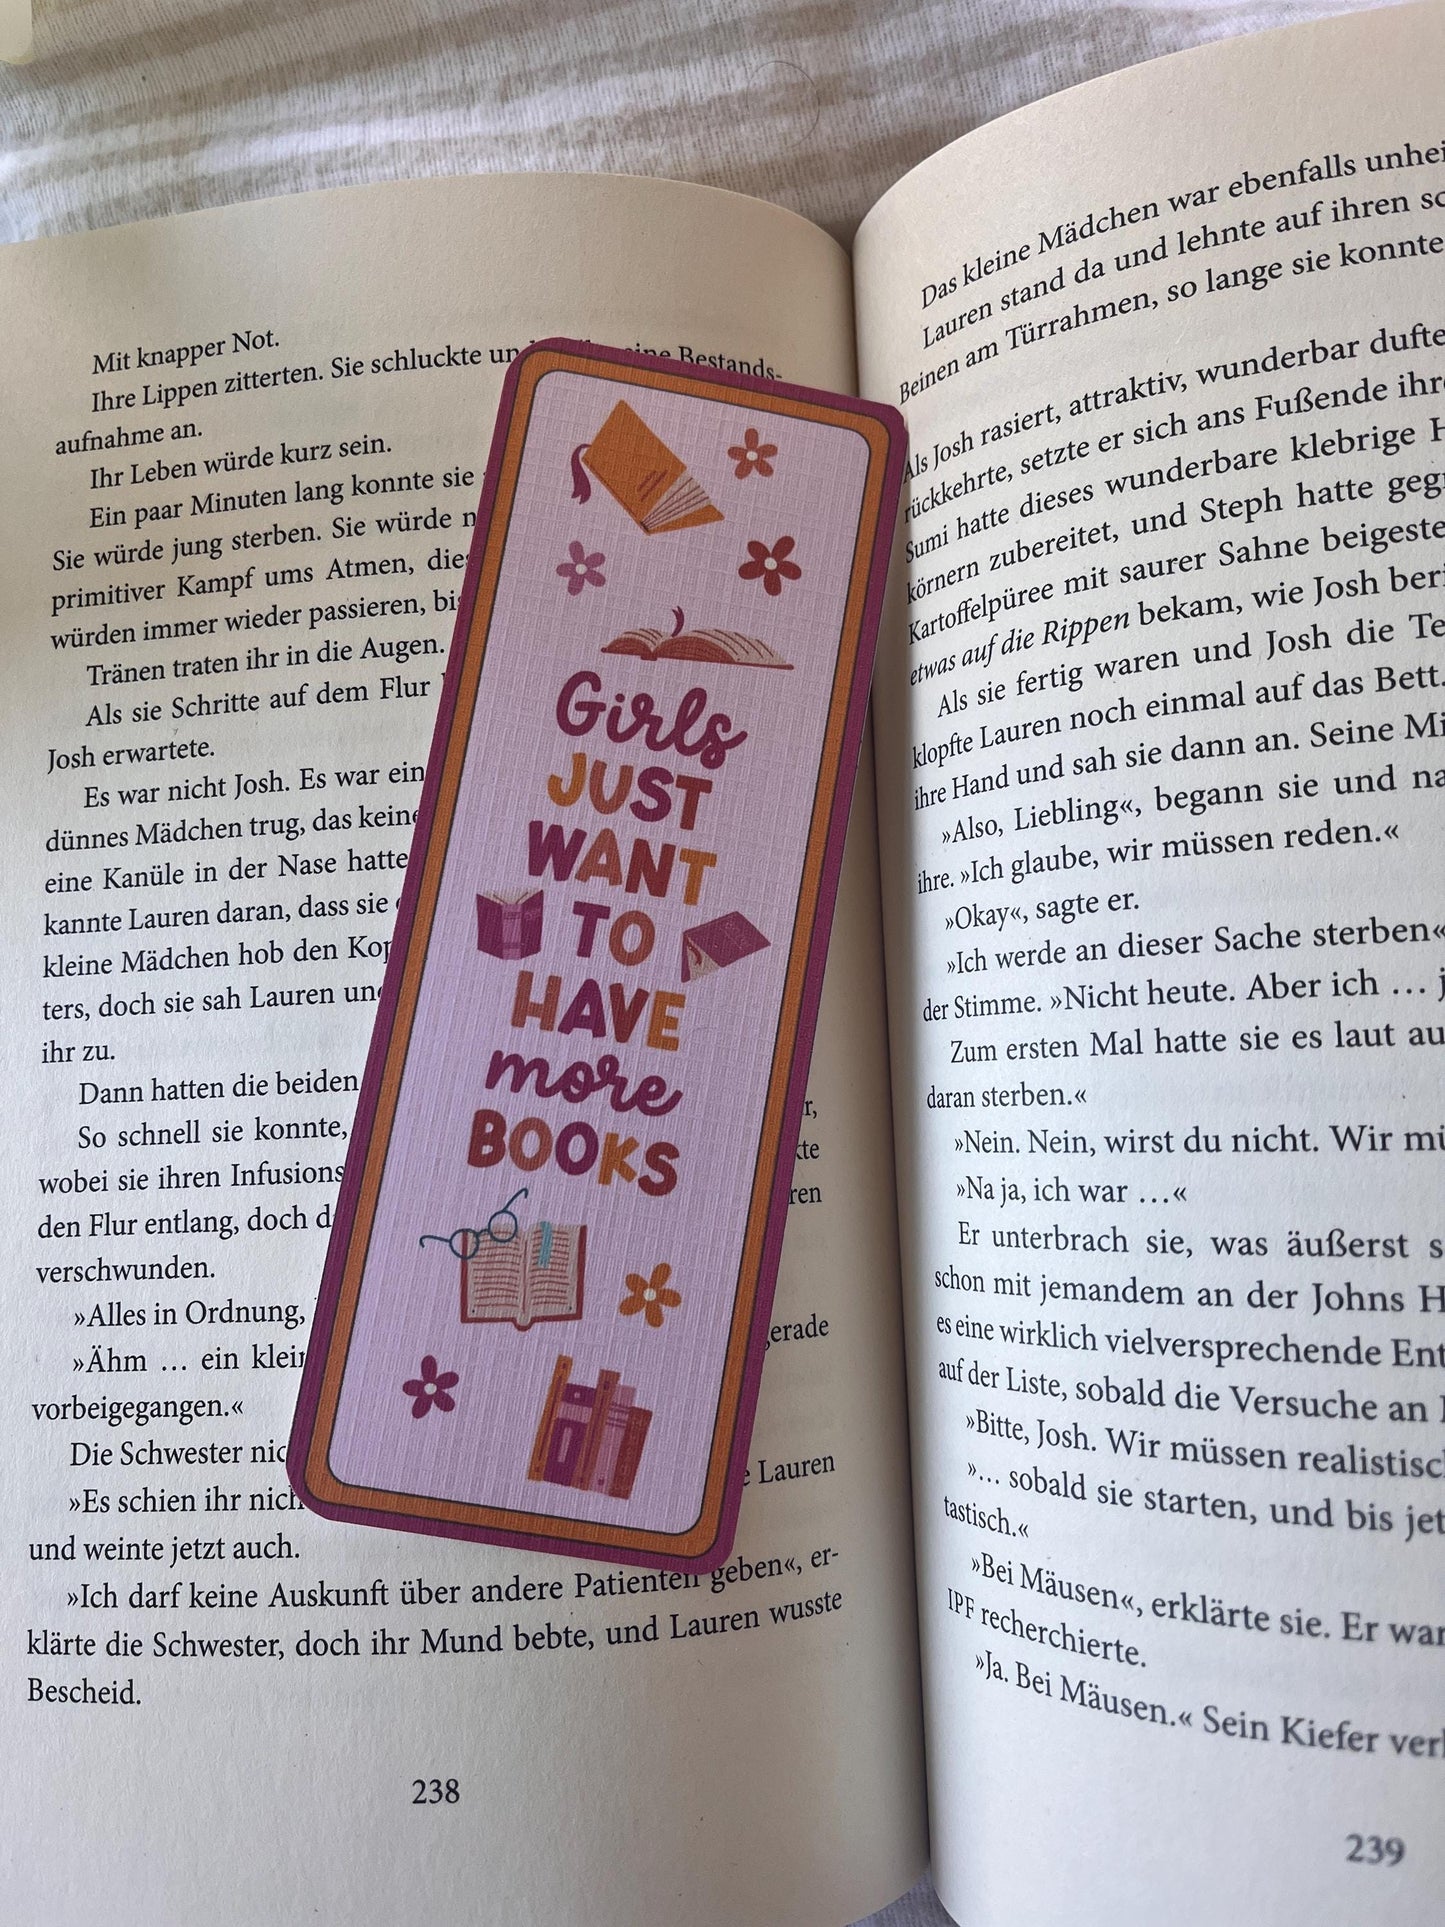 Mit knapper Not.
Ihre Lippen zitterten. Sie schluckte eine Bestands-
aufnahme an.
Ihr Leben würde kurz sein.
Ein paar Minuten lang konnte sie
Sie würde jung sterben. Sie würde
primitiver Kampf ums Atmen,
würden immer wieder passieren,
Tränen traten ihr in die Augen.
Als sie Schritte auf dem Flur
Josh erwartete.
Es war nicht Josh. Es war ein
dünnes Mädchen trug, das
eine Kanüle in der Nase hatte
kannte Lauren daran, dass sie
kleine Mädchen hob den
ters, doch sie sah Lauren
ihr zu.
Dann hatten die beiden
So schnell sie konnte,
wobei sie ihren
den Flur entlang, doch
verschwunden.
»Alles in Ordnung,
»Ähm … ein
vorbeigegangen.«
Die Schwester
»Es schien ihr Lauren
und weinte jetzt auch.
»Ich darf keine Auskunft über andere Patienten geben«, er-
klärte die Schwester, doch ihr Mund bebte, und Lauren wusste
Bescheid.
238
Girls
JUST
WANT
TO
HAVE
more
BOOKS
Das kleine Mädchen war ebenfalls
Lauren stand da und lehnte auf ihren
Beinen am Türrahmen, so lange sie konnte
Als Josh rasiert, attraktiv, wunderbar
rückkehrte, setzte er sich ans Fußende
Sumi hatte dieses wunderbare klebrige
körnern zubereitet, und Steph hatte
Kartoffelpüree mit saurer Sahne
etwas auf die Rippen bekam, wie Josh
Als sie fertig waren und Josh die
klopfte Lauren noch einmal auf das Bett.
ihre Hand und sah sie dann an. Seine
»Also, Liebling«, begann sie und
ihre. »Ich glaube, wir müssen reden.«
»Okay«, sagte er.
»Ich werde an dieser Sache sterben«
der Stimme. »Nicht heute. Aber ich …
Zum ersten Mal hatte sie es laut
daran sterben.«
»Nein. Nein, wirst du nicht. Wir
»Na ja, ich war …«
Er unterbrach sie, was äußerst
schon mit jemandem an der Johns
es eine wirklich vielversprechende
auf der Liste, sobald die Versuche an
»Bitte, Josh. Wir müssen
»… sobald sie starten, und bis
tastisch.«
»Bei Mäusen«, erklärte sie. Er
IPF recherchierte.
»Ja. Bei Mäusen.« Sein Kiefer
239